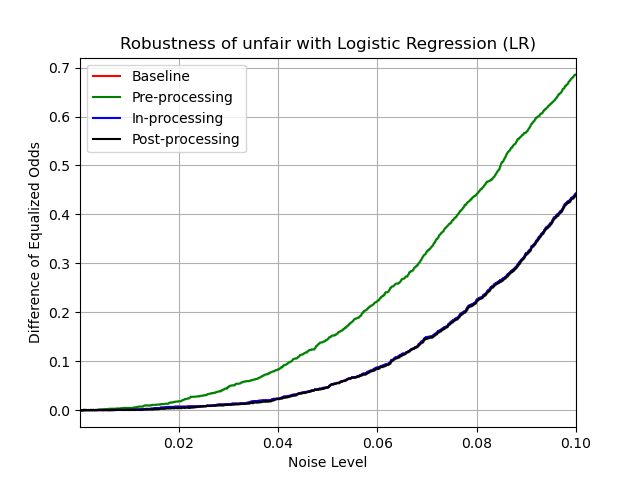 Robustness of unfair with Logistic Regression (LR)
Baseline
Pre-processing
In-processing
Post-processing
Difference of Equalized Odds
0.7
0.6
0.5
0.4
0.3
0.2
0.1
0.0
0.02 0.04 0.06 0.08 0.10
Noise Level